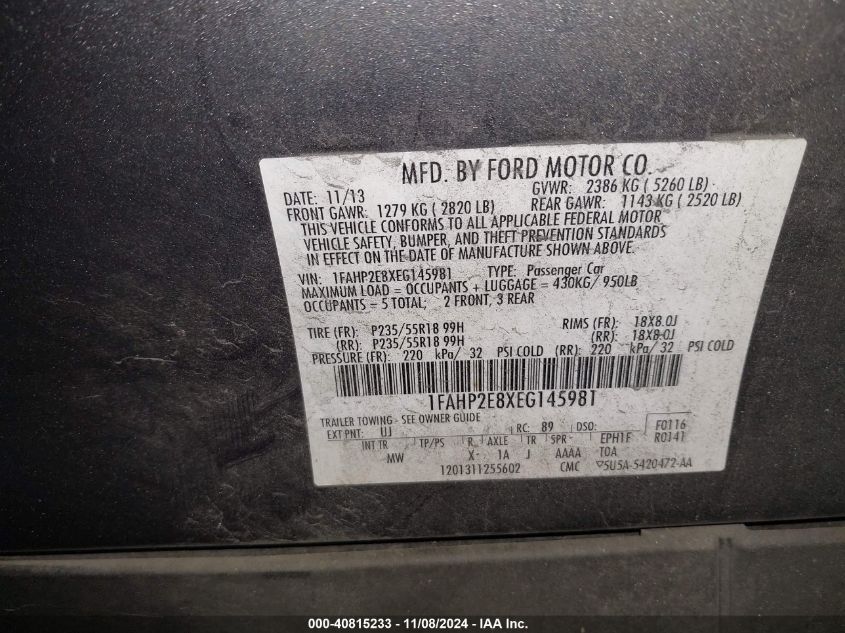 MFD. BY FORD MOTOR CO.
DATE: 11/13
GVWR: 2386 KG ( 5260 LB)
FRONT GAWR: 1279 KG ( 2820 LB)
REAR GAWR: 1143 KG ( 2520 LB)
THIS VEHICLE CONFORMS TO ALL APPLICABLE FEDERAL MOTOR
VEHICLE SAFETY, BUMPER, AND THEFT PREVENTION STANDARDS
IN EFFECT ON THE DATE OF MANUFACTURE SHOWN ABOVE.
VIN: 1FAHP2E8XEG145981 TYPE: Passenger Car
MAXIMUM LOAD = OCCUPANTS + LUGGAGE = 430KG/ 950LB
OCCUPANTS = 5 TOTAL; 2 FRONT, 3 REAR
TIRE (FR): P235/55R18 99H RIMS (FR): 18X8.0J
(RR): P235/55R18 99H (RR): 18X8.0J
PRESSURE (FR): 220 kPa/ 32 PSI COLD (RR): 220 kPa/ 32 PSI COLD
1FAHP2E8XEG145981
TRAILER TOWING - SEE OWNER GUIDE
EXT PNT: UJ RC: 89 DSO: F0116
INT TR TP/PS R AXLE TR SPR EPH1F R0141
MW X 1A J AAAA TOA
1201311255602 CMC ▽5U5A-5420472-AA
000-40815233 - 11/08/2024 - IAA Inc.